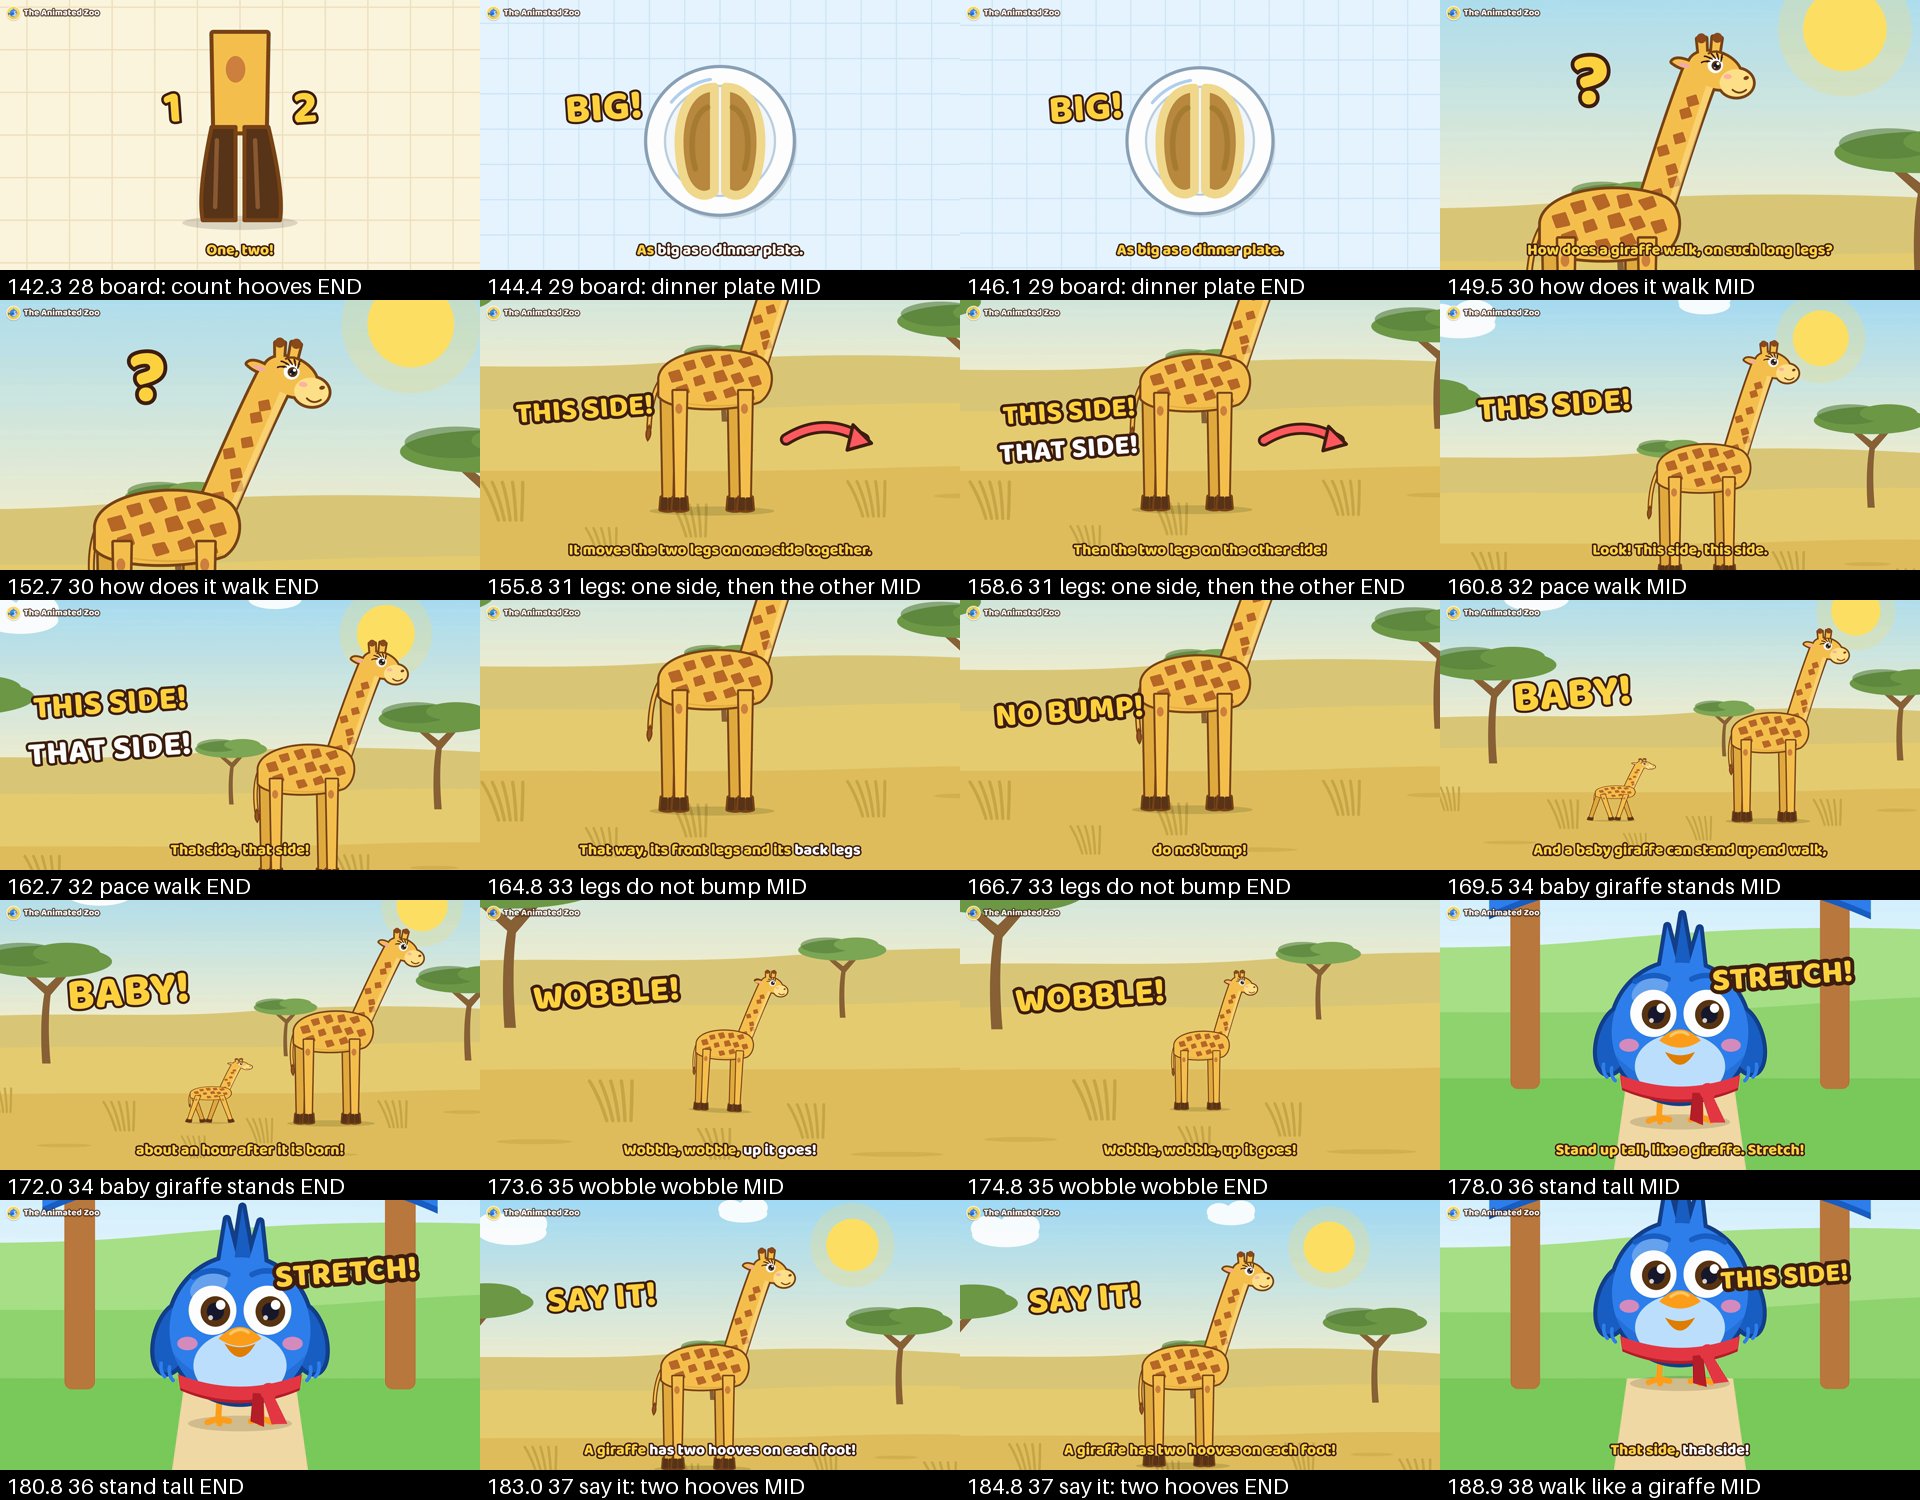 The Animated Zoo
1
2
One, two!
142.3 28 board: count hooves END
The Animated Zoo
BIG!
As big as a dinner plate.
144.4 29 board: dinner plate MID
The Animated Zoo
BIG!
As big as a dinner plate.
146.1 29 board: dinner plate END
The Animated Zoo
?
How does a giraffe walk, on such long legs?
149.5 30 how does it walk MID
The Animated Zoo
?
152.7 30 how does it walk END
The Animated Zoo
THIS SIDE!
It moves the two legs on one side together.
155.8 31 legs: one side, then the other MID
The Animated Zoo
THIS SIDE!
THAT SIDE!
Then the two legs on the other side!
158.6 31 legs: one side, then the other END
The Animated Zoo
THIS SIDE!
Look! This side, this side.
160.8 32 pace walk MID
The Animated Zoo
THIS SIDE!
THAT SIDE!
That side, that side!
162.7 32 pace walk END
The Animated Zoo
That way, its front legs and its back legs
164.8 33 legs do not bump MID
The Animated Zoo
NO BUMP!
do not bump!
166.7 33 legs do not bump END
The Animated Zoo
BABY!
And a baby giraffe can stand up and walk,
169.5 34 baby giraffe stands MID
The Animated Zoo
BABY!
about an hour after it is born!
172.0 34 baby giraffe stands END
The Animated Zoo
WOBBLE!
Wobble, wobble, up it goes!
173.6 35 wobble wobble MID
The Animated Zoo
WOBBLE!
Wobble, wobble, up it goes!
174.8 35 wobble wobble END
The Animated Zoo
STRETCH!
Stand up tall, like a giraffe. Stretch!
178.0 36 stand tall MID
The Animated Zoo
STRETCH!
180.8 36 stand tall END
The Animated Zoo
SAY IT!
A giraffe has two hooves on each foot!
183.0 37 say it: two hooves MID
The Animated Zoo
SAY IT!
A giraffe has two hooves on each foot!
184.8 37 say it: two hooves END
The Animated Zoo
THIS SIDE!
That side, that side!
188.9 38 walk like a giraffe MID